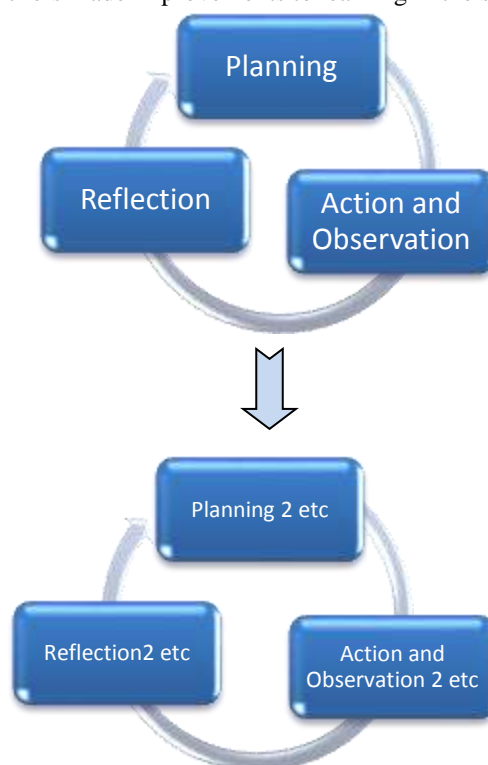 Planning
Reflection
Action and
Observation
Planning 2 etc
Reflection2 etc
Action and
Observation 2 etc